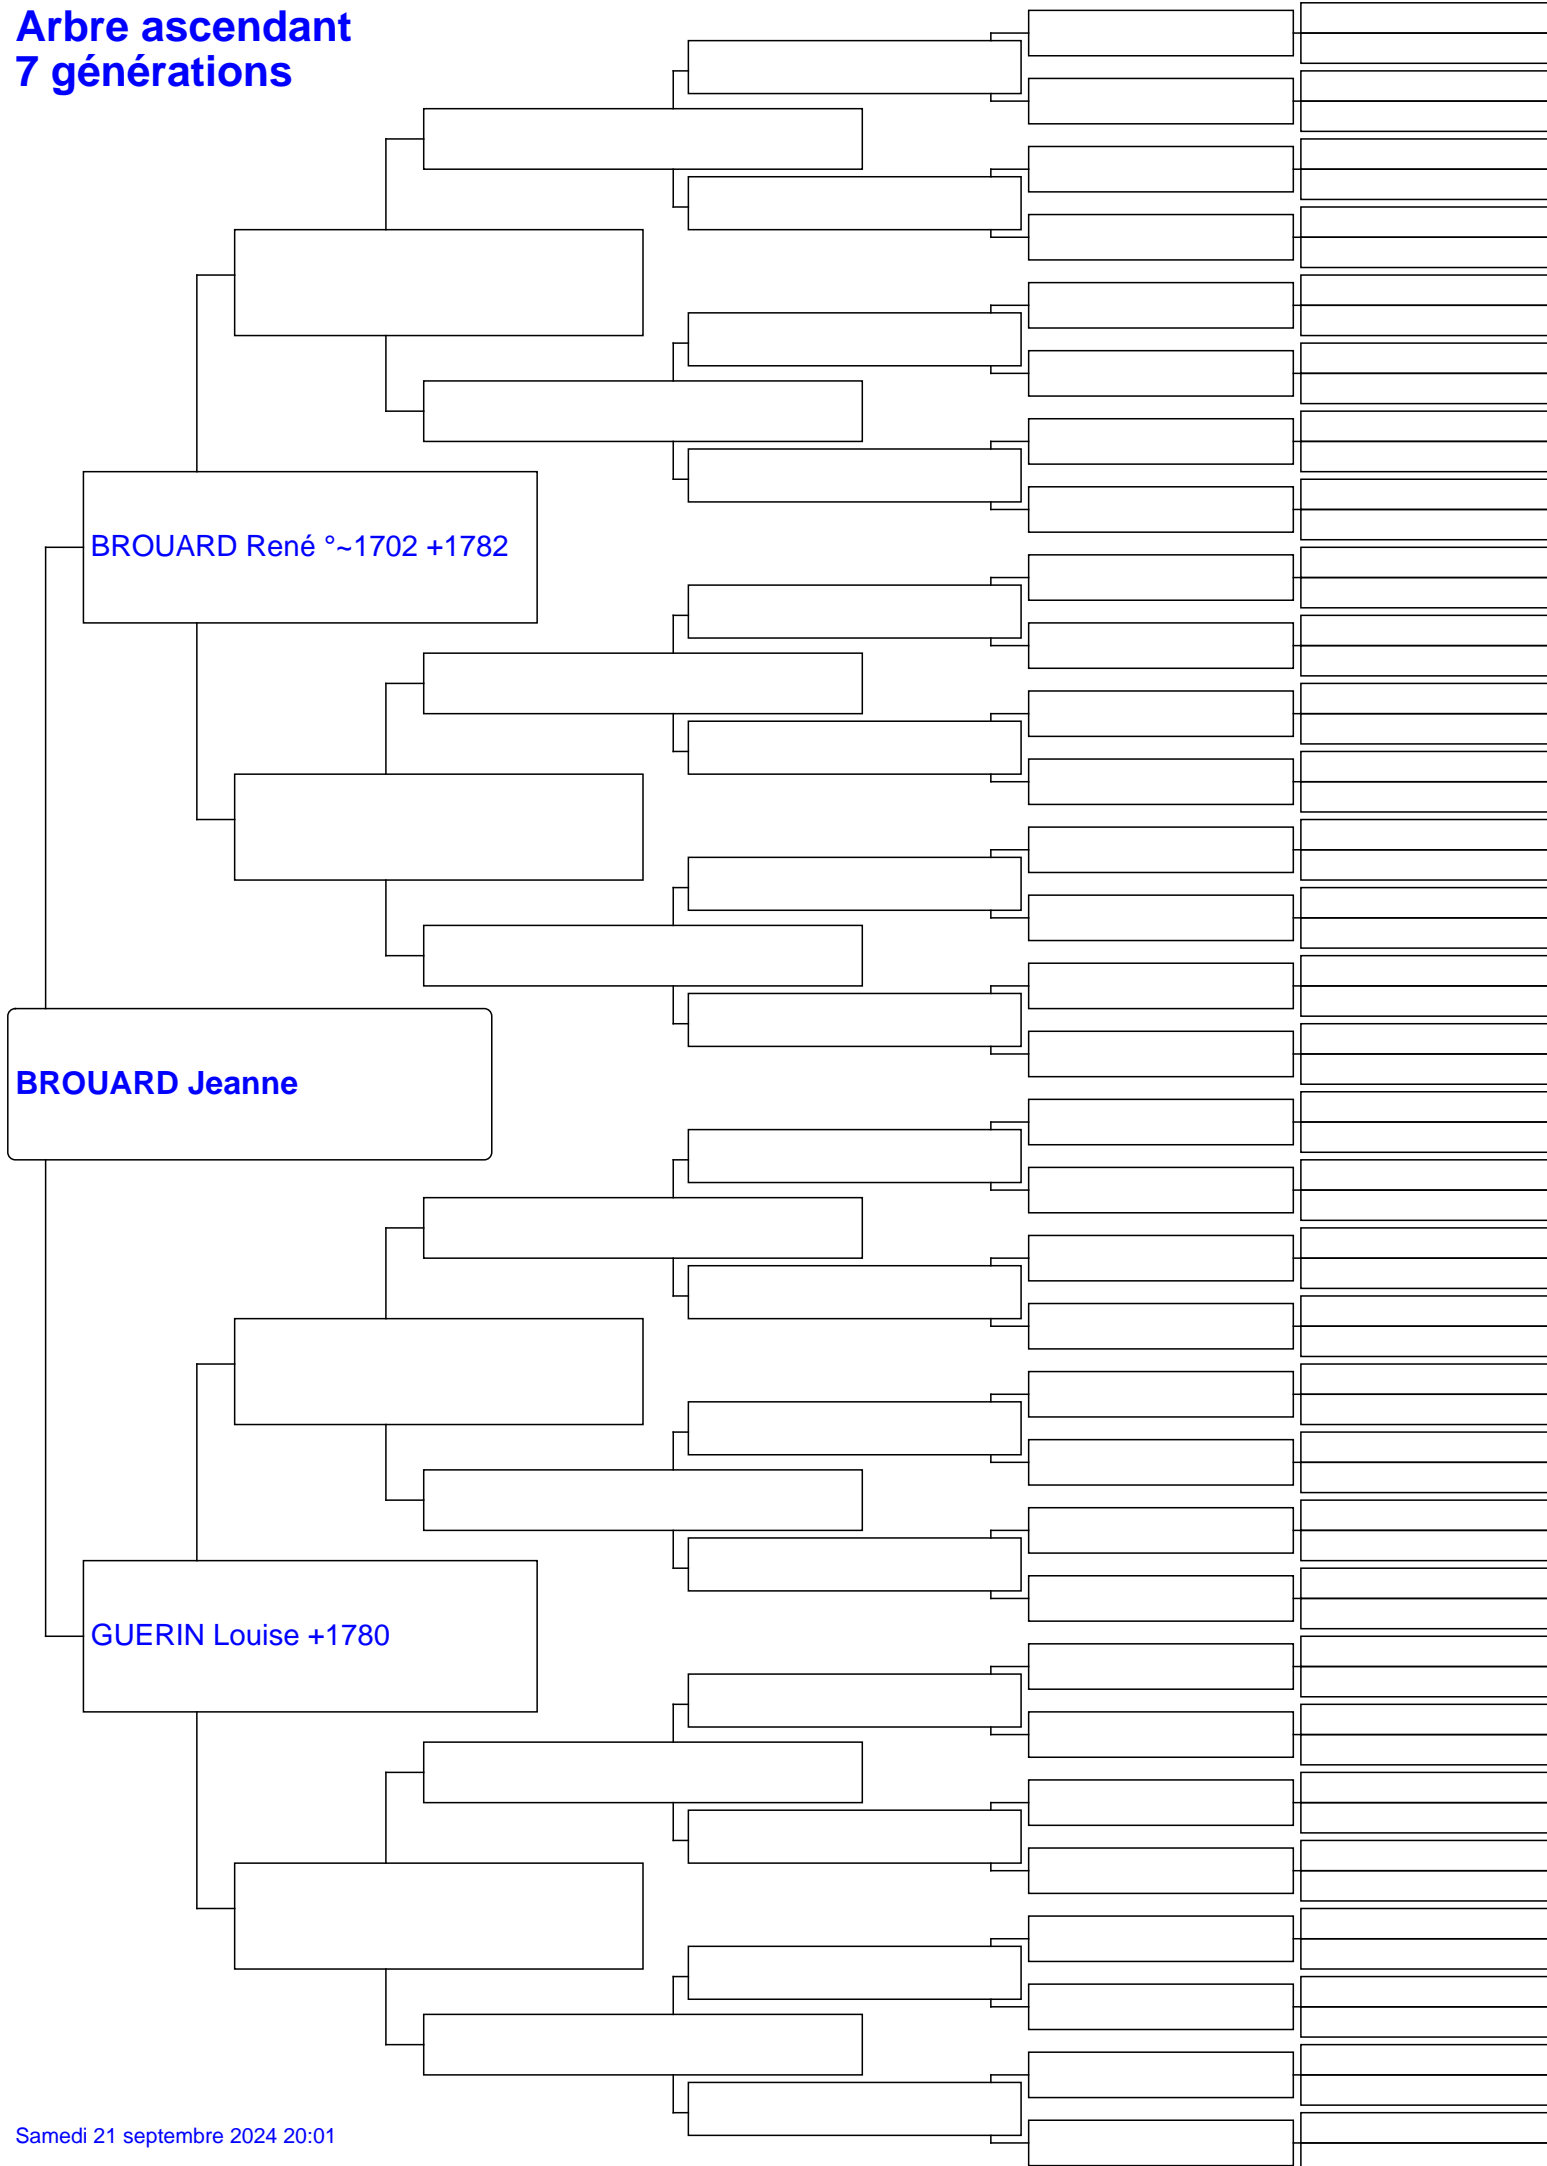 Arbre ascendant
7 générations
BROUARD René °~1702 +1782
BROUARD Jeanne
GUERIN Louise +1780
Samedi 21 septembre 2024 20:01